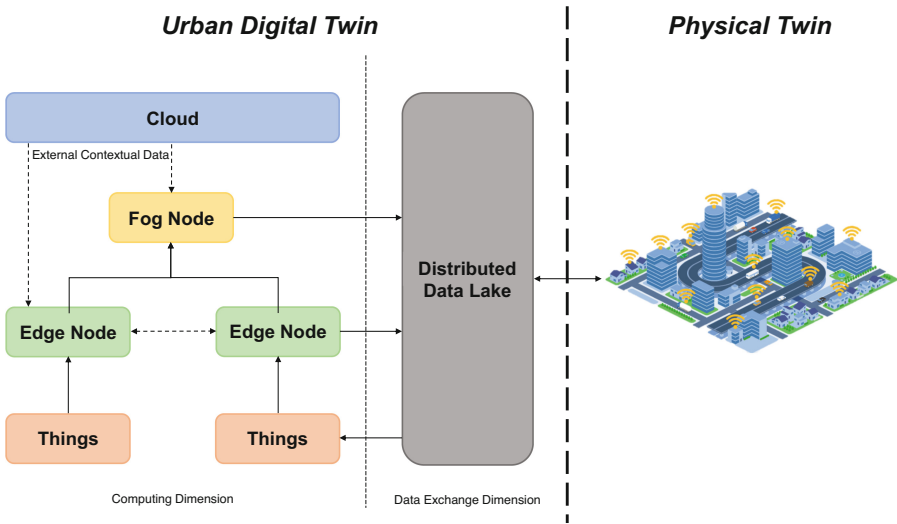 Urban Digital Twin
Physical Twin
Cloud
External Contextual Data
Fog Node
Distributed
Data Lake
Edge Node
Edge Node
Things
Things
Computing Dimension
Data Exchange Dimension